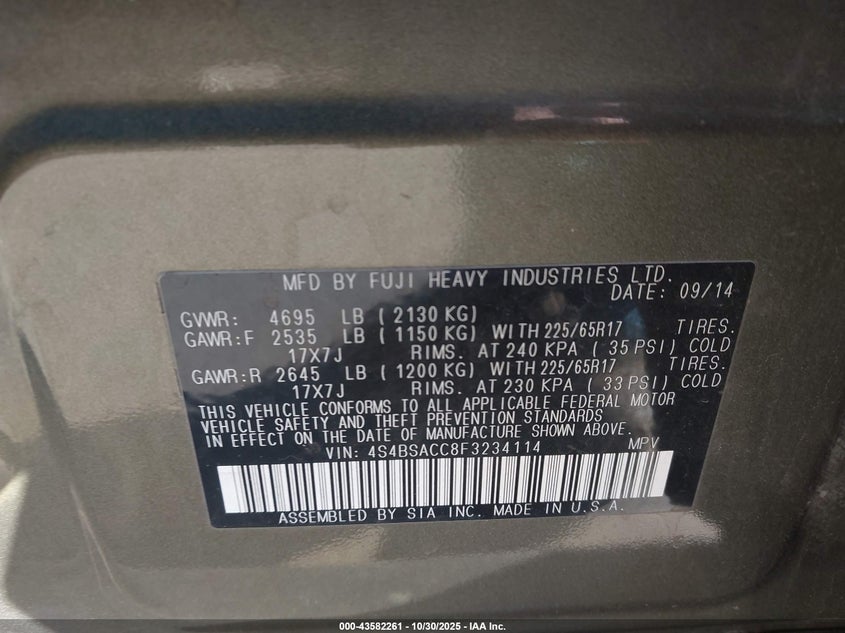 MFD BY FUJI HEAVY INDUSTRIES LTD.
DATE: 09/14
GVWR: 4695 LB ( 2130 KG)
GAWR:F 2535 LB ( 1150 KG) WITH 225/65R17 TIRES.
17X7J RIMS. AT 240 KPA ( 35 PSI) COLD
GAWR:R 2645 LB ( 1200 KG) WITH 225/65R17 TIRES.
17X7J RIMS. AT 230 KPA ( 33 PSI) COLD
THIS VEHICLE CONFORMS TO ALL APPLICABLE FEDERAL MOTOR
VEHICLE SAFETY AND THEFT PREVENTION STANDARDS
IN EFFECT ON THE DATE OF MANUFACTURE SHOWN ABOVE.
VIN: 4S4BSACC8F3234114 MPV
ASSEMBLED BY SIA INC. MADE IN U.S.A.
000-43582261 - 10/30/2025 - IAA Inc.